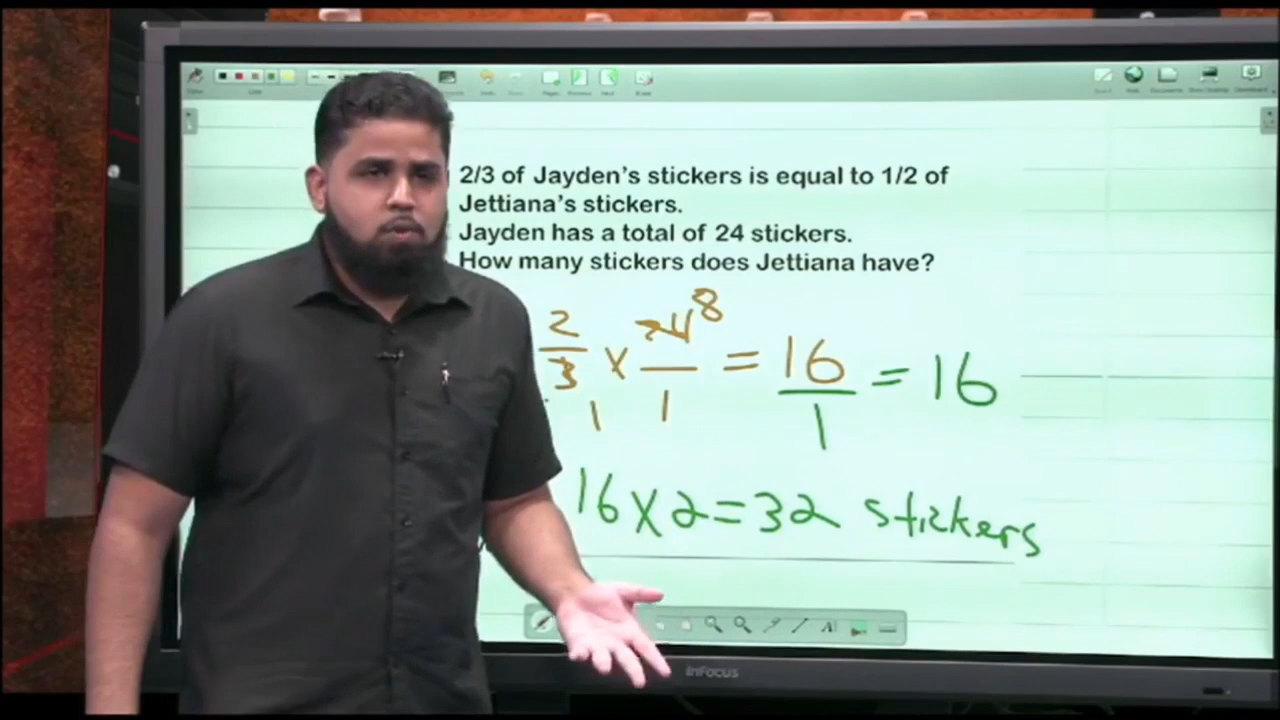 2/3 of Jayden's stickers is equal to 1/2 of
Jettiana's stickers.
Jayden has a total of 24 stickers.
How many stickers does Jettiana have?
2/3 × 24/1 = 16/1 = 16
8
1
16 × 2 = 32 stickers
InFocus